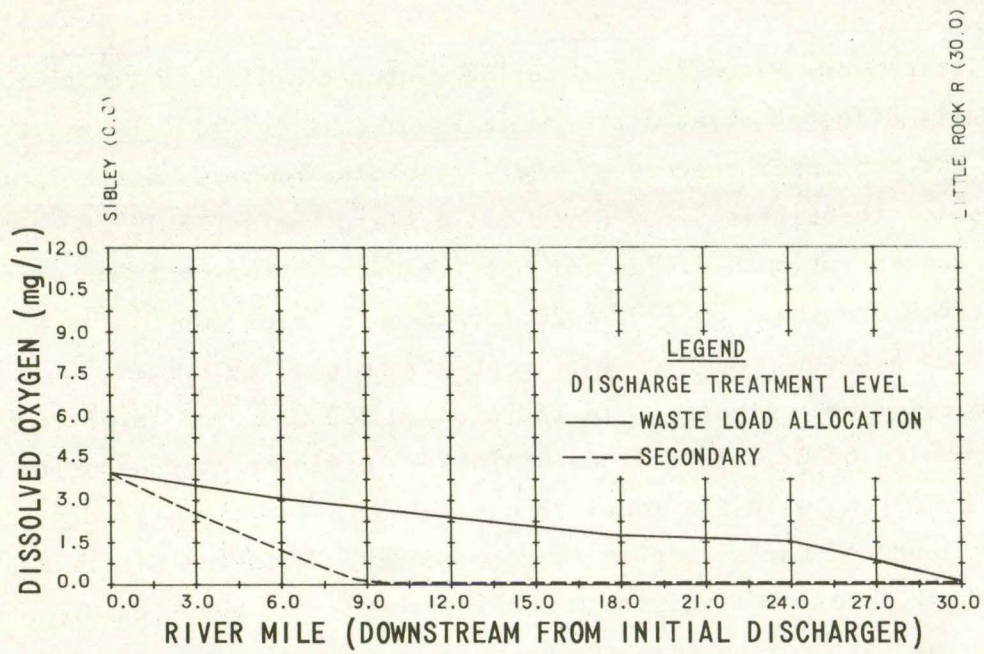 SIBLEY (0.0)
LITTLE ROCK R (30.0)
DISSOLVED OXYGEN (mg/l)
12.0
10.5
9.0
7.5
6.0
4.5
3.0
1.5
0.0
LEGEND
DISCHARGE TREATMENT LEVEL
WASTE LOAD ALLOCATION
SECONDARY
0.0 3.0 6.0 9.0 12.0 15.0 18.0 21.0 24.0 27.0 30.0
RIVER MILE (DOWNSTREAM FROM INITIAL DISCHARGER)